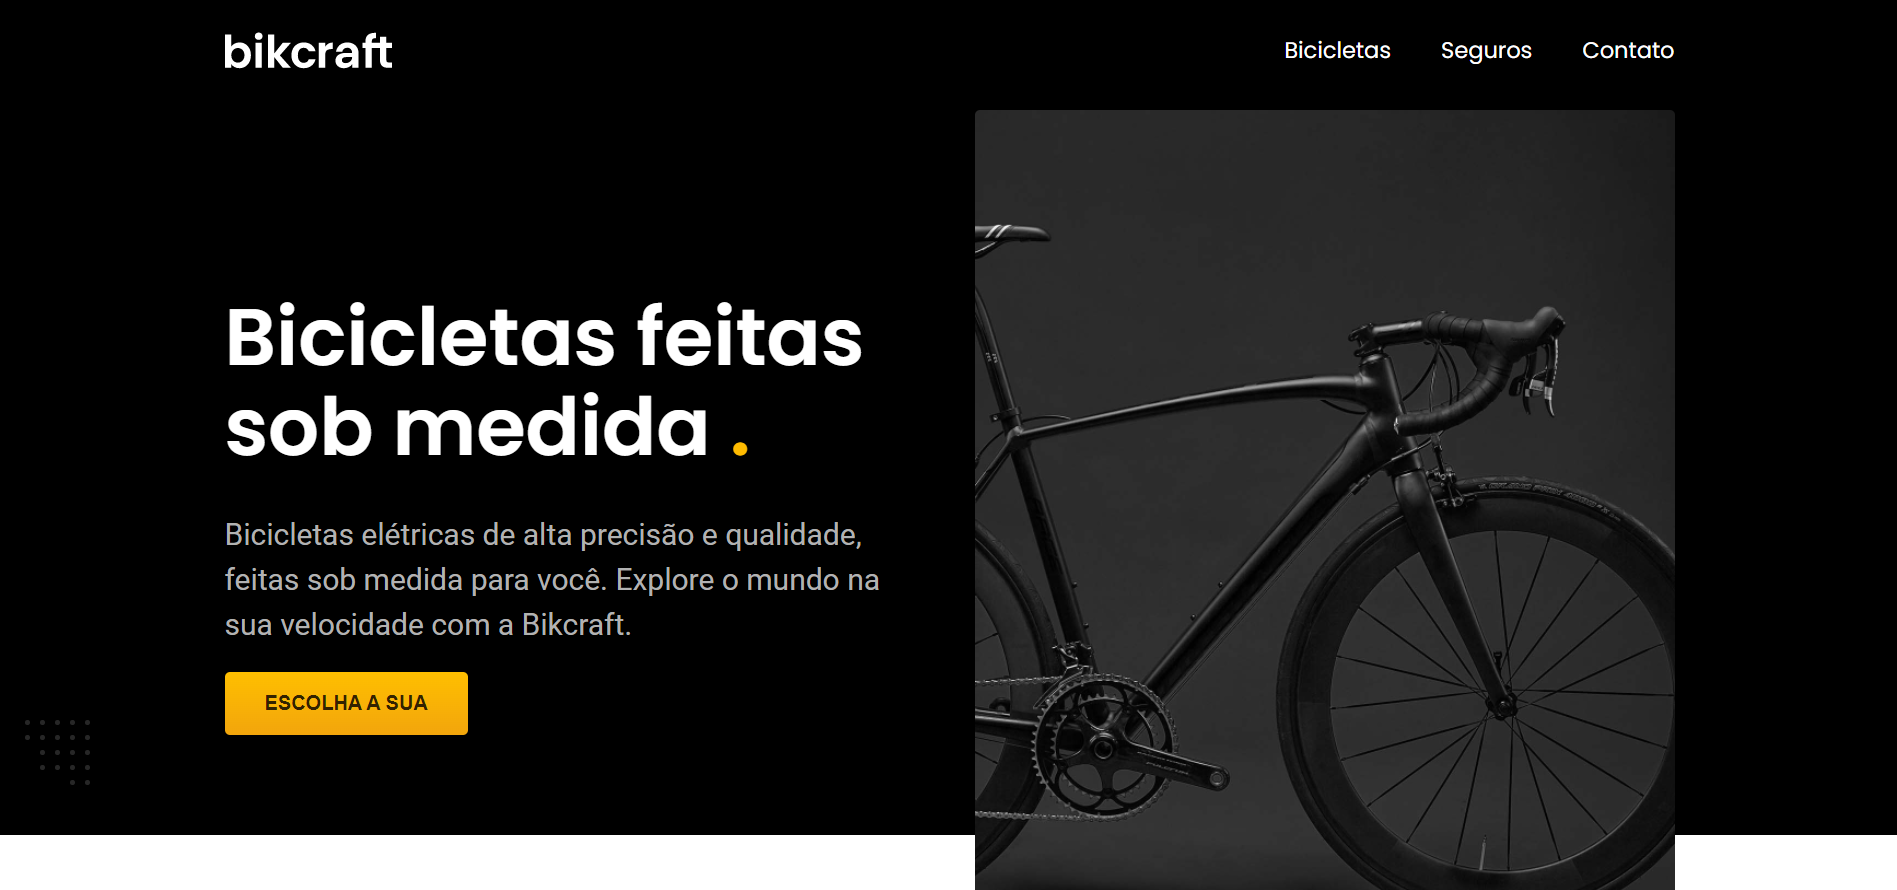 bikcraft
Bicicletas Seguros Contato
Bicicletas feitas
sob medida .
Bicicletas elétricas de alta precisão e qualidade,
feitas sob medida para você. Explore o mundo na
sua velocidade com a Bikcraft.
ESCOLHA A SUA